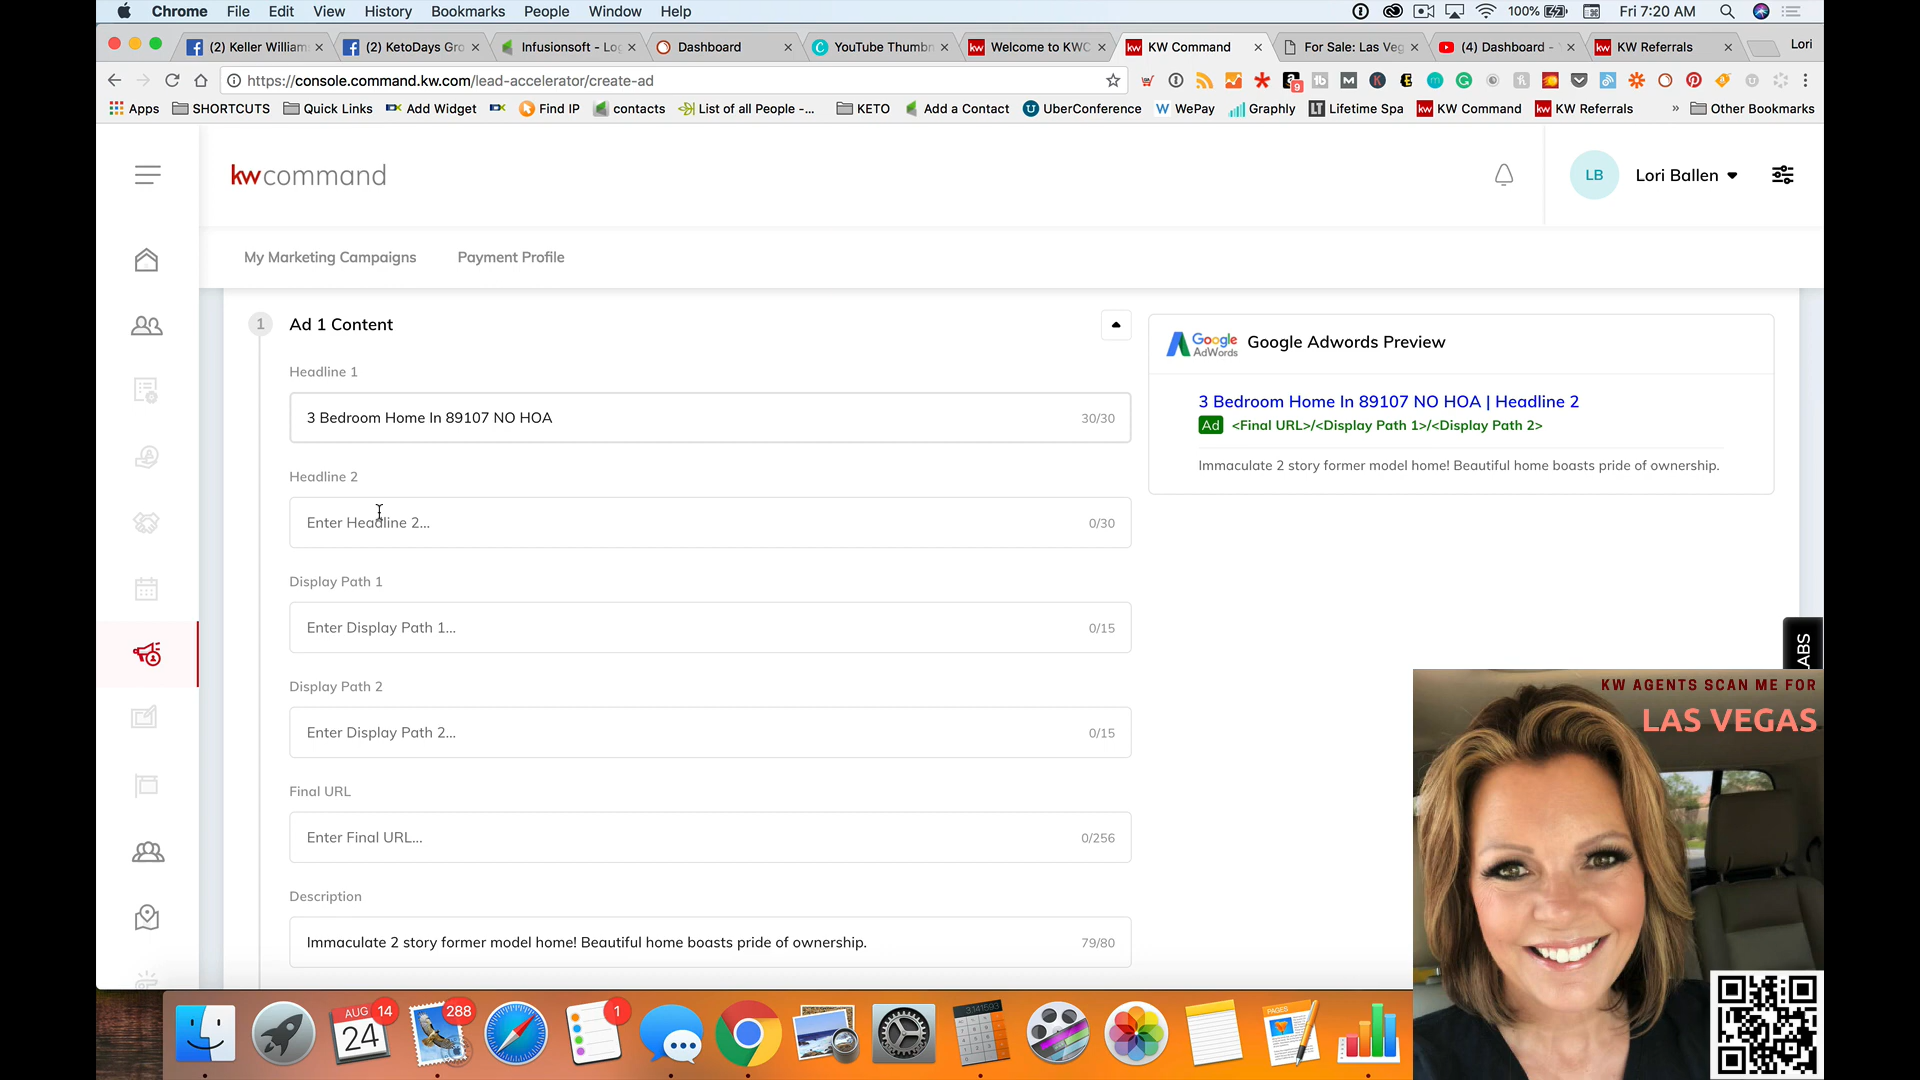 Chrome File Edit View History Bookmarks People Window Help 100% Fri 7:20 AM
(2) Keller William (2) KetoDays Gro Infusionsoft - Lo Dashboard YouTube Thumbn Welcome to KWC KW Command For Sale: Las Veg (4) Dashboard - KW Referrals Lori
https://console.command.kw.com/lead-accelerator/create-ad
Apps SHORTCUTS Quick Links Add Widget Find IP contacts List of all People -... KETO Add a Contact UberConference WePay Graphly Lifetime Spa KW Command KW Referrals » Other Bookmarks
kw command
LB Lori Ballen
My Marketing Campaigns Payment Profile
1 Ad 1 Content
Headline 1
3 Bedroom Home In 89107 NO HOA 30/30
Headline 2
Enter Headline 2... 0/30
Display Path 1
Enter Display Path 1... 0/15
Display Path 2
Enter Display Path 2... 0/15
Final URL
Enter Final URL... 0/256
Description
Immaculate 2 story former model home! Beautiful home boasts pride of ownership. 79/80
Google AdWords Google Adwords Preview
3 Bedroom Home In 89107 NO HOA | Headline 2
Ad <Final URL>/<Display Path 1>/<Display Path 2>
Immaculate 2 story former model home! Beautiful home boasts pride of ownership.
ABS
KW AGENTS SCAN ME FOR
LAS VEGAS
AUG 14
24
288
1
3.141593
PAGES